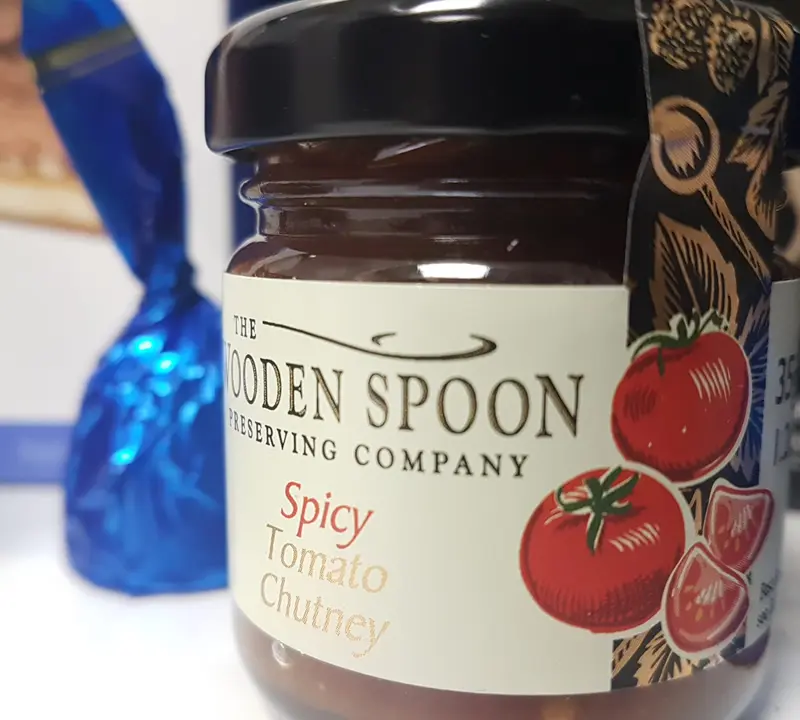 THE
WOODEN SPOON
PRESERVING COMPANY
Spicy
Tomato
Chutney